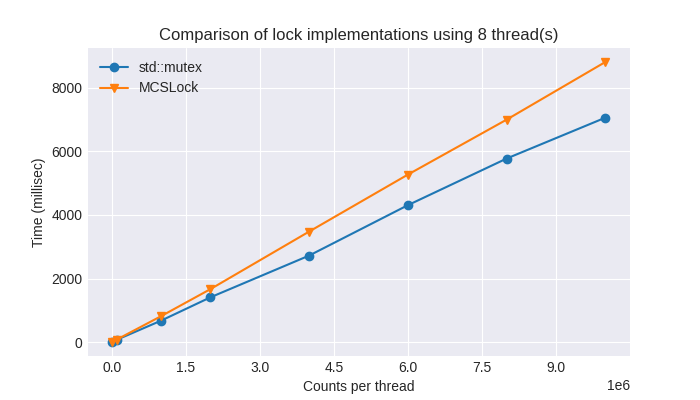 Comparison of lock implementations using 8 thread(s)
std::mutex
MCSLock
Time (millisec)
8000
6000
4000
2000
0
0.0 1.5 3.0 4.5 6.0 7.5 9.0
Counts per thread
1e6